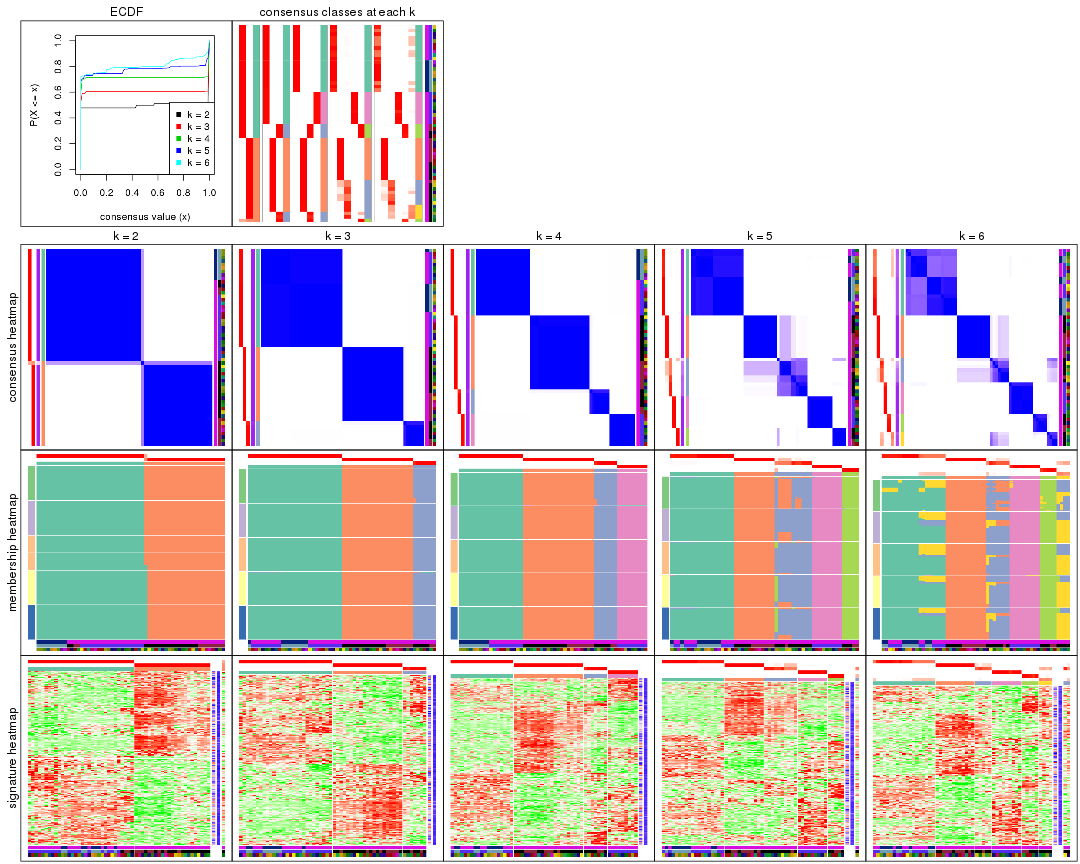 ECDF
consensus classes at each k
P(X <= x)
0.0 0.2 0.4 0.6 0.8 1.0
k = 2
k = 3
k = 4
k = 5
k = 6
0.0 0.2 0.4 0.6 0.8 1.0
consensus value (x)
k = 2 k = 3 k = 4 k = 5 k = 6
consensus heatmap
membership heatmap
signature heatmap